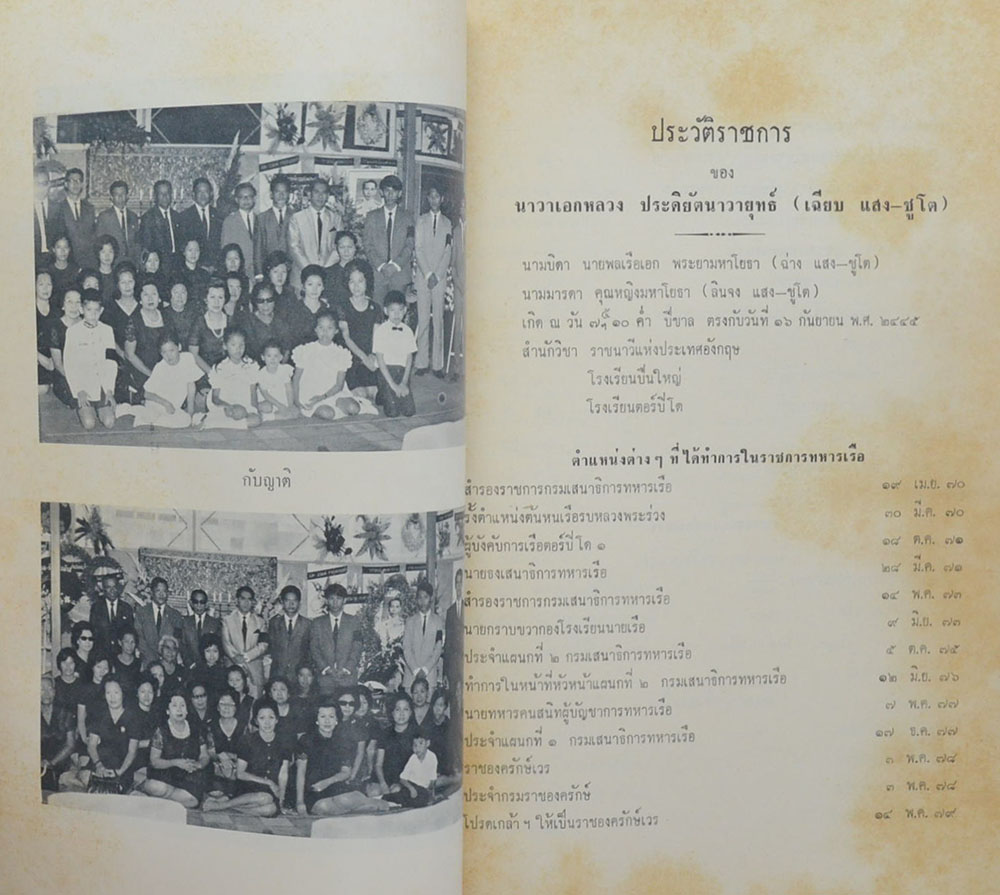 กับญาติ
ประวัติราชการ
ของ
นาวาเอกหลวง ประดิยัตนาวายุทธ์ (เฉียบ แสง–ชูโต)
นามบิดา นายพลเรือเอก พระยามหาโยธา (ฉ่าง แสง–ชูโต)
นามมารดา คุณหญิงมหาโยธา (ลิ้นจง แสง–ชูโต)
เกิด ณ วัน ๗ ๑๐ ค่ำ ปีขาล ตรงกับวันที่ ๑๖ กันยายน พ.ศ. ๒๔๔๕
สำนักวิชา ราชนาวีแห่งประเทศอังกฤษ
โรงเรียนปืนใหญ่
โรงเรียนตอร์ปิโด
ตำแหน่งต่าง ๆ ที่ได้ทำการในราชการทหารเรือ
สำรองราชการกรมเสนาธิการทหารเรือ ๑๙ เม.ย. ๗๐
รั้งตำแหน่งต้นหนเรือรบหลวงพระร่วง ๓๐ มี.ค. ๗๐
ผู้บังคับการเรือตอร์ปิโด ๑ ๑๘ ต.ค. ๗๑
นายธงเสนาธิการทหารเรือ ๒๘ มี.ค. ๗๑
สำรองราชการกรมเสนาธิการทหารเรือ ๑๔ พ.ค. ๗๓
นายกราบขวากองโรงเรียนนายเรือ ๙ มิ.ย. ๗๓
ประจำแผนกที่ ๒ กรมเสนาธิการทหารเรือ ๕ ต.ค. ๗๕
ทำการในหน้าที่หัวหน้าแผนกที่ ๒ กรมเสนาธิการทหารเรือ ๑๒ มิ.ย. ๗๖
นายทหารคนสนิทผู้บัญชาการทหารเรือ ๗ พ.ค. ๗๗
ประจำแผนกที่ ๑ กรมเสนาธิการทหารเรือ ๑๗ ธ.ค. ๗๗
ราชองครักษ์เวร ๓ พ.ค. ๗๘
ประจำกรมราชองครักษ์ ๓ พ.ค. ๗๘
โปรดเกล้า ฯ ให้เป็นราชองครักษ์เวร ๑๔ พ.ค. ๗๙